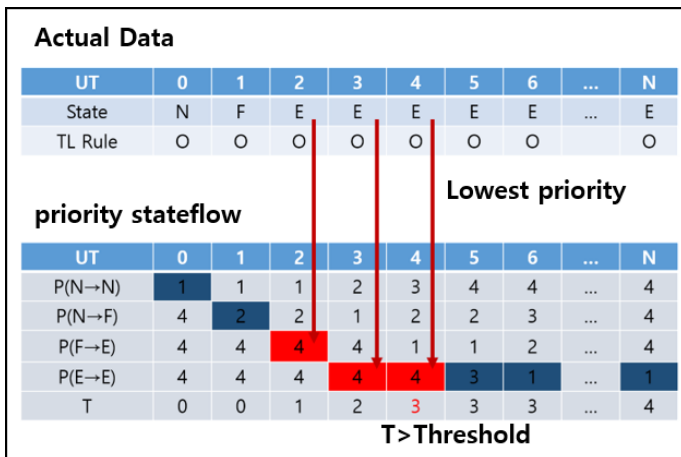 Actual Data
UT 0 1 2 3 4 5 6 ... N
State N F E E E E E ... E
TL Rule O O O O O O O O
Lowest priority
priority stateflow
UT 0 1 2 3 4 5 6 ... N
P(N→N) 1 1 1 2 3 4 4 ... 4
P(N→F) 4 2 2 1 2 2 3 ... 4
P(F→E) 4 4 4 4 1 1 2 ... 4
P(E→E) 4 4 4 4 4 3 1 ... 1
T 0 0 1 2 3 3 3 ... 4
T>Threshold